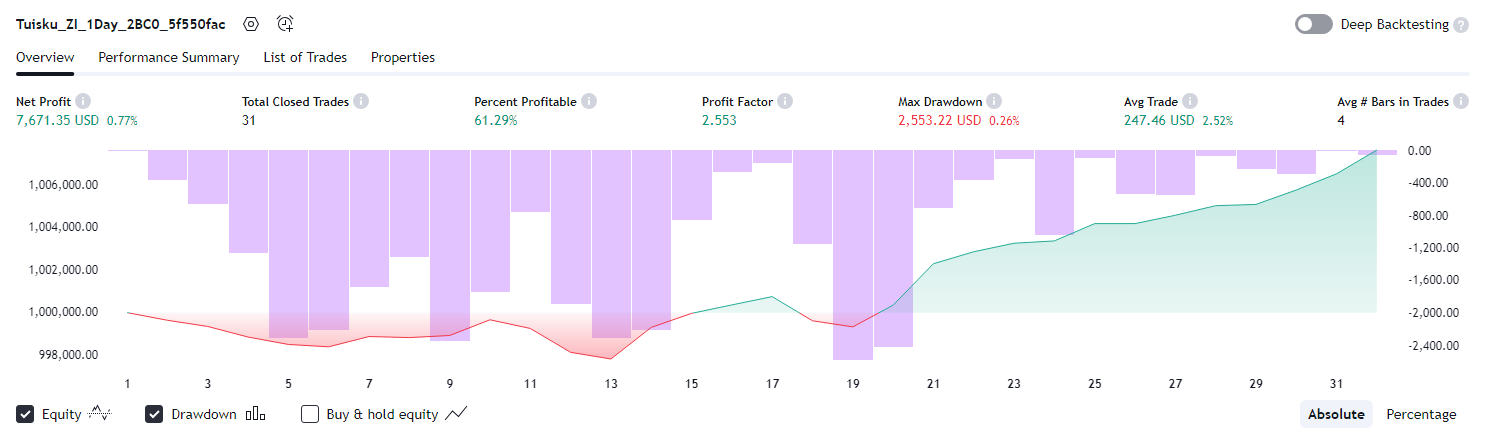 Tuisku_ZI_1Day_2BC0_5f550fac
Deep Backtesting ?
Overview Performance Summary List of Trades Properties
Net Profit Total Closed Trades Percent Profitable Profit Factor Max Drawdown Avg Trade Avg # Bars in Trades
7,671.35 USD 0.77% 31 61.29% 2.553 2,553.22 USD 0.26% 247.46 USD 2.52% 4
1,006,000.00
1,004,000.00
1,002,000.00
1,000,000.00
998,000.00
0.00
-400.00
-800.00
-1,200.00
-1,600.00
-2,000.00
-2,400.00
1 3 5 7 9 11 13 15 17 19 21 23 25 27 29 31
Equity Drawdown Buy & hold equity Absolute Percentage